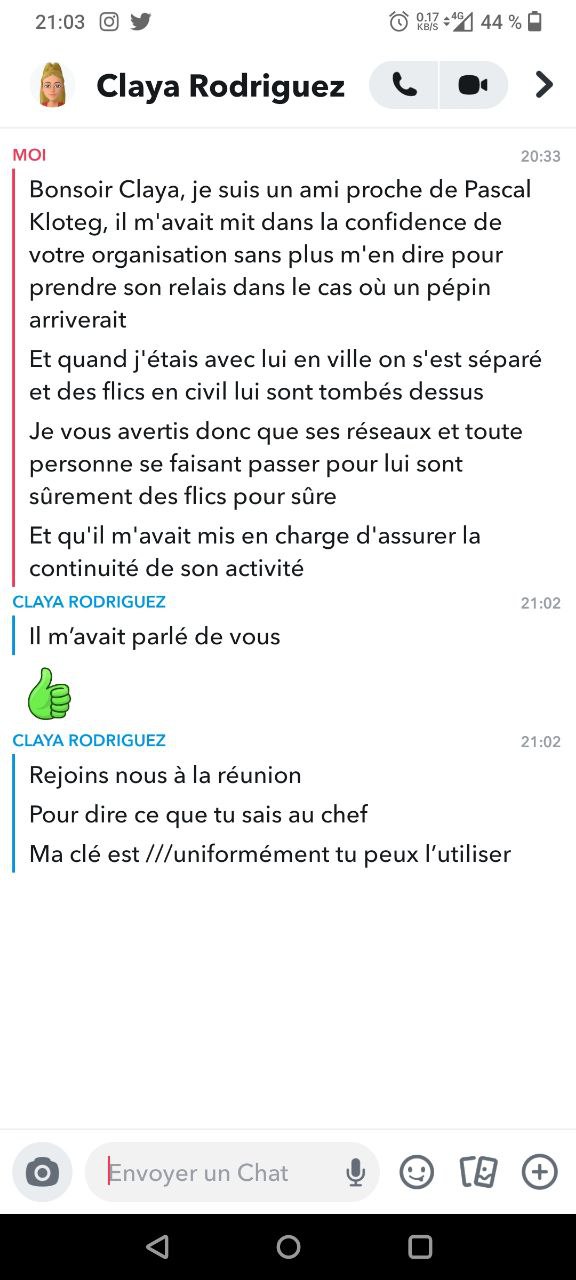 21:03 0.17 KB/S 4G 44 %
Claya Rodriguez
MOI 20:33
Bonsoir Claya, je suis un ami proche de Pascal
Kloteg, il m'avait mit dans la confidence de
votre organisation sans plus m'en dire pour
prendre son relais dans le cas où un pépin
arriverait
Et quand j'étais avec lui en ville on s'est séparé
et des flics en civil lui sont tombés dessus
Je vous avertis donc que ses réseaux et toute
personne se faisant passer pour lui sont
sûrement des flics pour sûre
Et qu'il m'avait mis en charge d'assurer la
continuité de son activité
CLAYA RODRIGUEZ 21:02
Il m’avait parlé de vous
CLAYA RODRIGUEZ 21:02
Rejoins nous à la réunion
Pour dire ce que tu sais au chef
Ma clé est ///uniformément tu peux l’utiliser
Envoyer un Chat